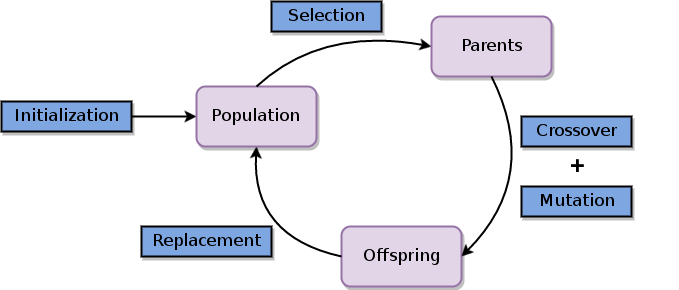 Selection
Parents
Initialization
Population
Crossover
+
Mutation
Replacement
Offspring